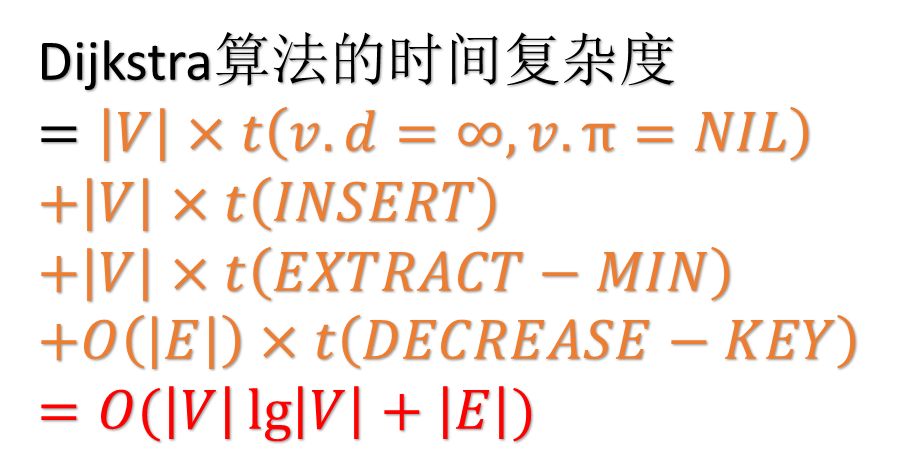 Dijkstra算法的时间复杂度
= |V| × t(v.d = ∞, v.π = NIL)
+|V| × t(INSERT)
+|V| × t(EXTRACT − MIN)
+O(|E|) × t(DECREASE − KEY)
= O(|V| lg|V| + |E|)